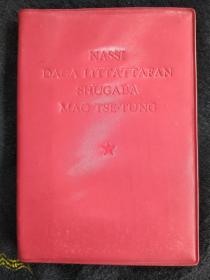 NASSI
DAGA LITTATTAFAN
SHUGABA
MAO TSE-TUNG